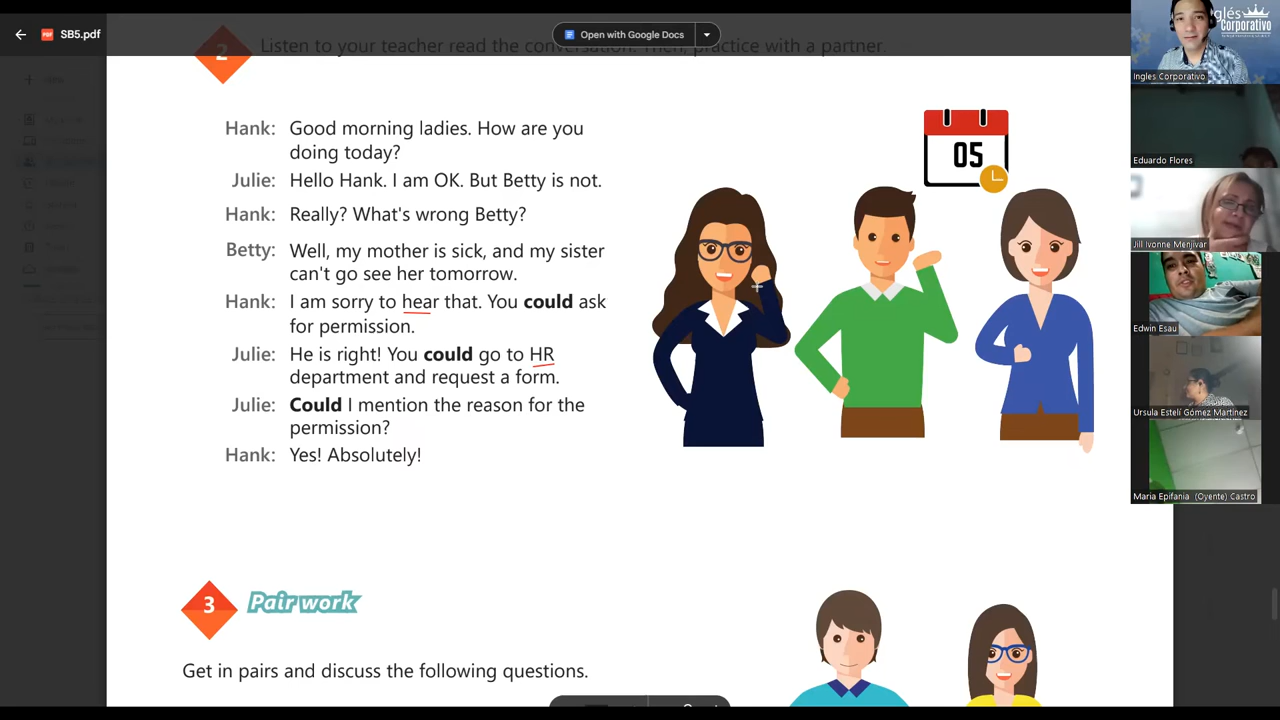 SB5.pdf
Open with Google Docs
2
Listen to your teacher read the conversation. Then, practice with a partner.
Hank: Good morning ladies. How are you
doing today?
Julie: Hello Hank. I am OK. But Betty is not.
Hank: Really? What's wrong Betty?
Betty: Well, my mother is sick, and my sister
can't go see her tomorrow.
Hank: I am sorry to hear that. You could ask
for permission.
Julie: He is right! You could go to HR
department and request a form.
Julie: Could I mention the reason for the
permission?
Hank: Yes! Absolutely!
05
3 Pair work
Get in pairs and discuss the following questions.
Inglés
Corporativo
Ingles Corporativo
Eduardo Flores
Jill Ivonne Menjivar
Edwin Esau
Ursula Estelí Gómez Martinez
Maria Epifania (Oyente) Castro